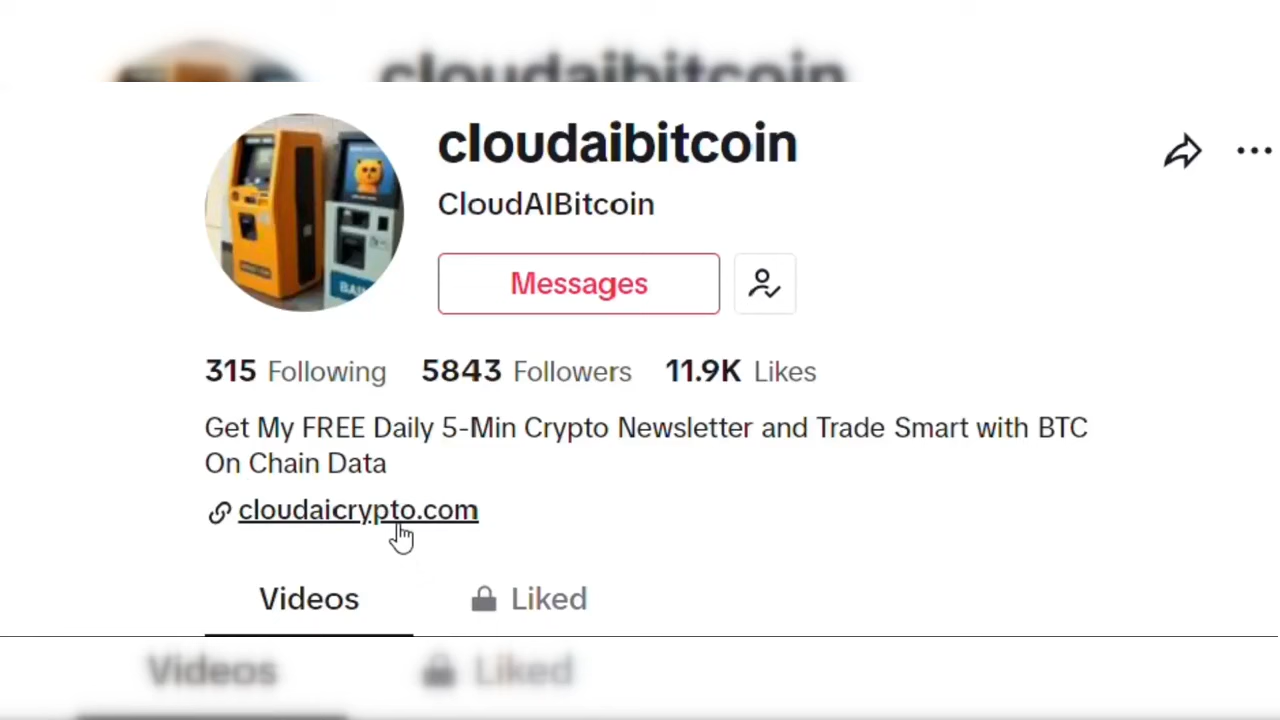 cloudaibitcoin
cloudaibitcoin
CloudAIBitcoin
Messages
315 Following 5843 Followers 11.9K Likes
Get My FREE Daily 5-Min Crypto Newsletter and Trade Smart with BTC
On Chain Data
cloudaicrypto.com
Videos Liked
Videos Liked